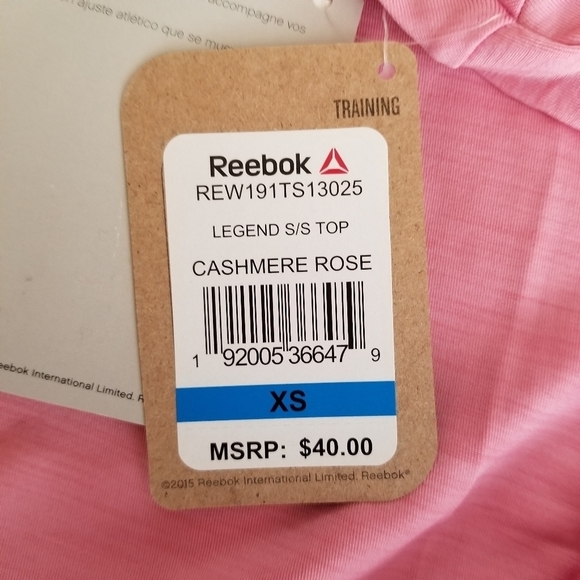 accompagne vos
ajuste atlético que se
TRAINING
Reebok
REW191TS13025
LEGEND S/S TOP
CASHMERE ROSE
1 92005 36647 9
XS
MSRP: $40.00
©2015 Reebok International Limited. Reebok®
International Limited.